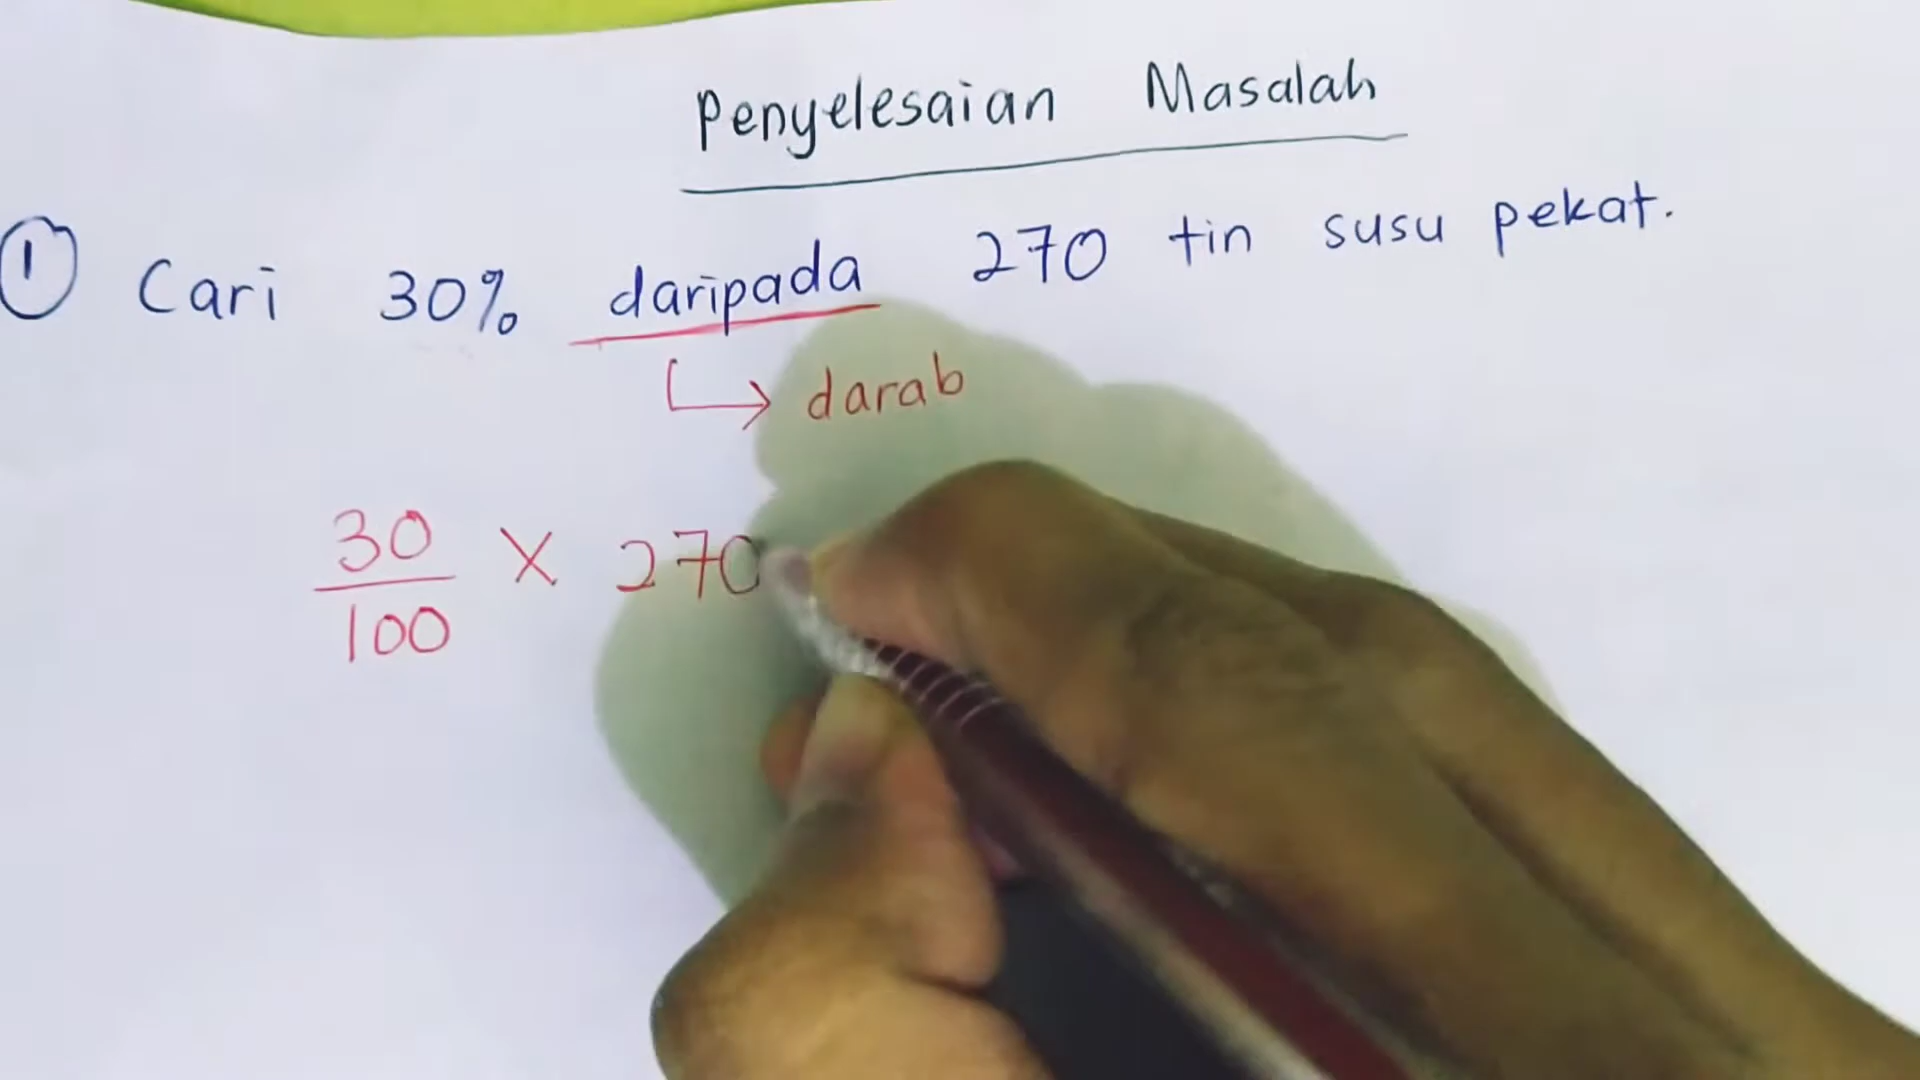 Penyelesaian Masalah
① Cari 30% daripada 270 tin susu pekat.
↳ darab
30/100 × 270